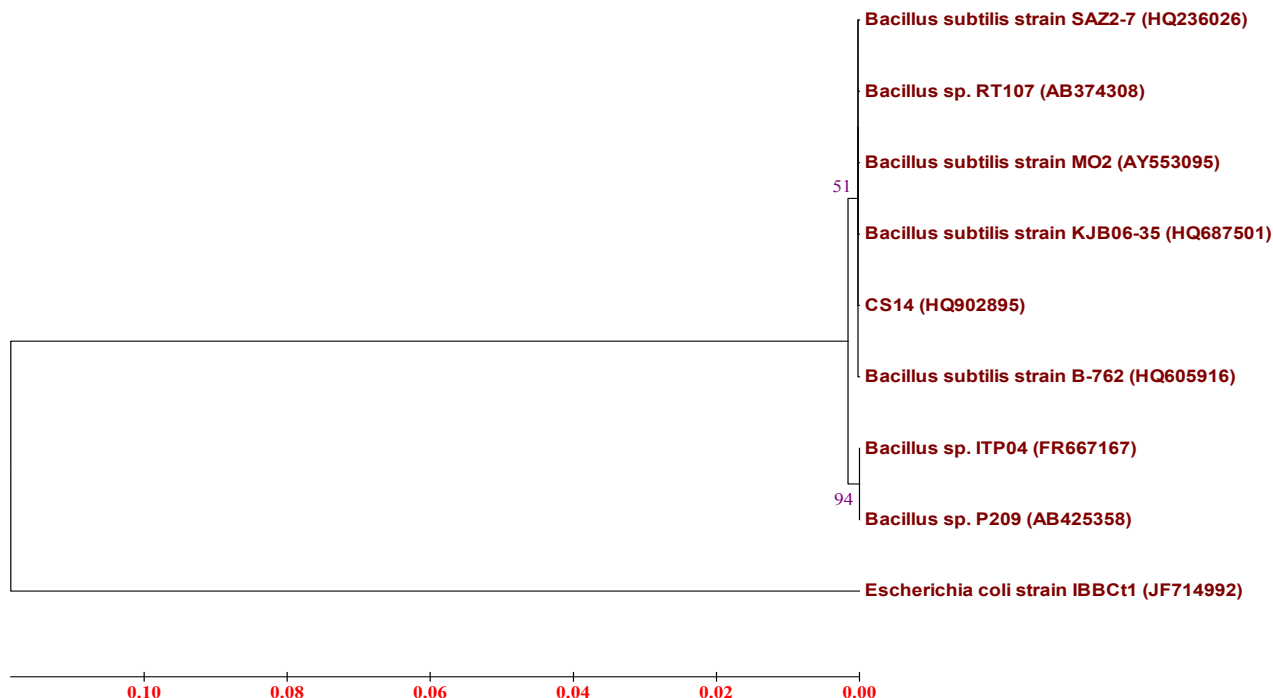 Bacillus subtilis strain SAZ2-7 (HQ236026)
Bacillus sp. RT107 (AB374308)
Bacillus subtilis strain MO2 (AY553095)
51
Bacillus subtilis strain KJB06-35 (HQ687501)
CS14 (HQ902895)
Bacillus subtilis strain B-762 (HQ605916)
Bacillus sp. ITP04 (FR667167)
94
Bacillus sp. P209 (AB425358)
Escherichia coli strain IBBCt1 (JF714992)
0.10 0.08 0.06 0.04 0.02 0.00